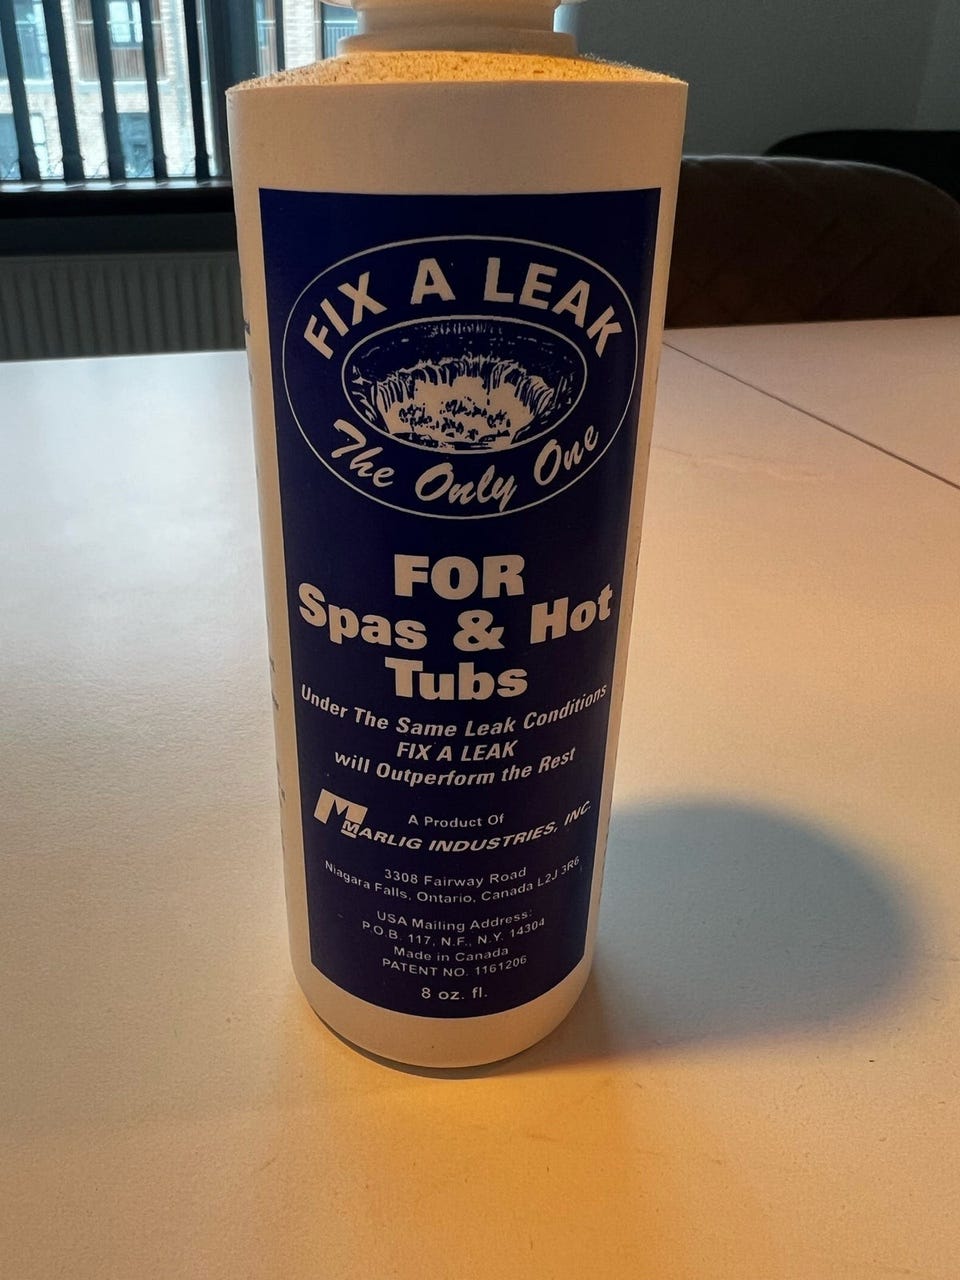 FIX A LEAK
The Only One
FOR
Spas & Hot
Tubs
Under The Same Leak Conditions
FIX A LEAK
will Outperform the Rest
A Product Of
MARLIG INDUSTRIES, INC.
3308 Fairway Road
Niagara Falls, Ontario, Canada L2J 3R6
USA Mailing Address:
P.O.B. 117, N.F., N.Y. 14304
Made in Canada
PATENT NO. 1161206
8 oz. fl.